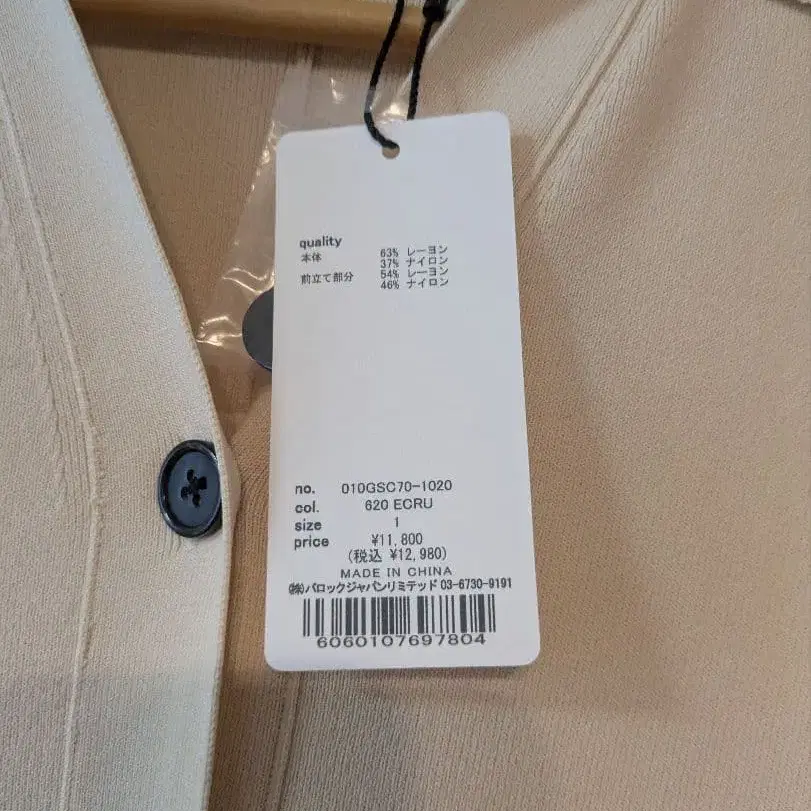 quality
本体 63% レーヨン
37% ナイロン
前立て部分 54% レーヨン
46% ナイロン
no. 010GSC70-1020
col. 620 ECRU
size 1
price ¥11,800
(税込 ¥12,980)
MADE IN CHINA
㈱バロックジャパンリミテッド 03-6730-9191
6060107697804